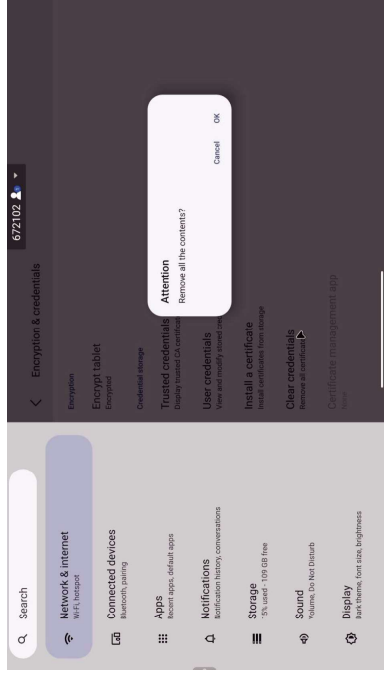 Search
Network & internet
Wi-Fi, hotspot
Connected devices
Bluetooth, pairing
Apps
Recent apps, default apps
Notifications
Notification history, conversations
Storage
5% used - 109 GB free
Sound
Volume, Do Not Disturb
Display
Dark theme, font size, brightness
672102
Encryption & credentials
Encryption
Encrypt tablet
Encrypted
Credential storage
Trusted credentials
Display trusted CA certificat
User credentials
View and modify stored cred
Install a certificate
Install certificates from storage
Clear credentials
Remove all certificate
Certificate management app
None
Attention
Remove all the contents?
Cancel
OK